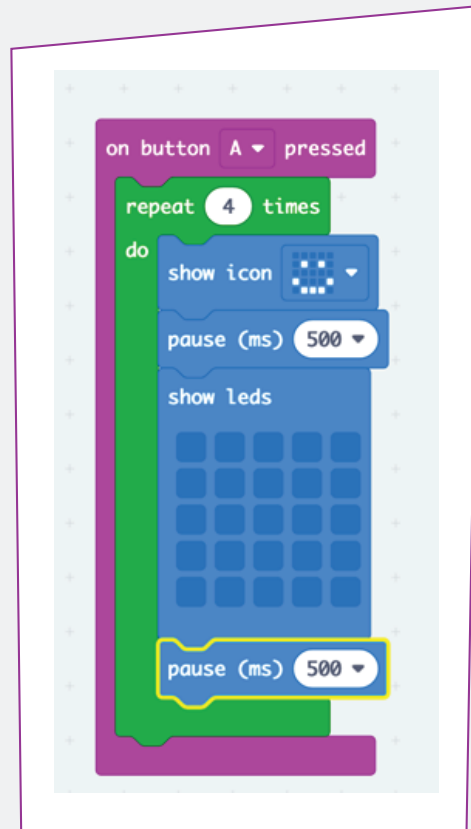 on button A pressed
repeat 4 times
do
show icon
pause (ms) 500
show leds
pause (ms) 500